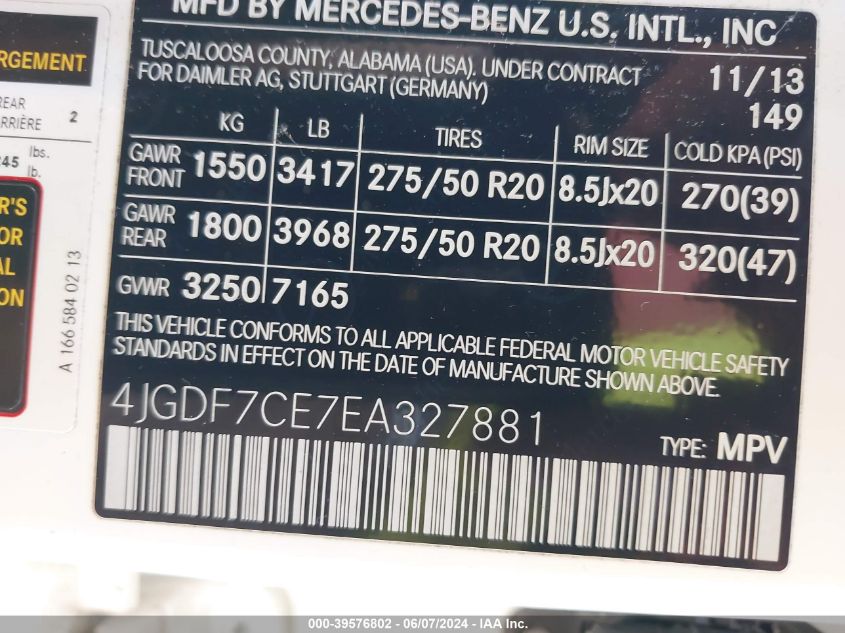 MFD BY MERCEDES-BENZ U.S. INTL., INC
TUSCALOOSA COUNTY, ALABAMA (USA). UNDER CONTRACT
FOR DAIMLER AG, STUTTGART (GERMANY)
11/13
149
KG LB TIRES RIM SIZE COLD KPA (PSI)
GAWR FRONT 1550 3417 275/50 R20 8.5Jx20 270(39)
GAWR REAR 1800 3968 275/50 R20 8.5Jx20 320(47)
GVWR 3250 7165
THIS VEHICLE CONFORMS TO ALL APPLICABLE FEDERAL MOTOR VEHICLE SAFETY
STANDARDS IN EFFECT ON THE DATE OF MANUFACTURE SHOWN ABOVE.
4JGDF7CE7EA327881
TYPE: MPV
ARGEMENT
REAR
ARRIÈRE 2
245 lbs.
lb.
R'S
OR
AL
ON
A 166 584 02 13
000-39576802 - 06/07/2024 - IAA Inc.